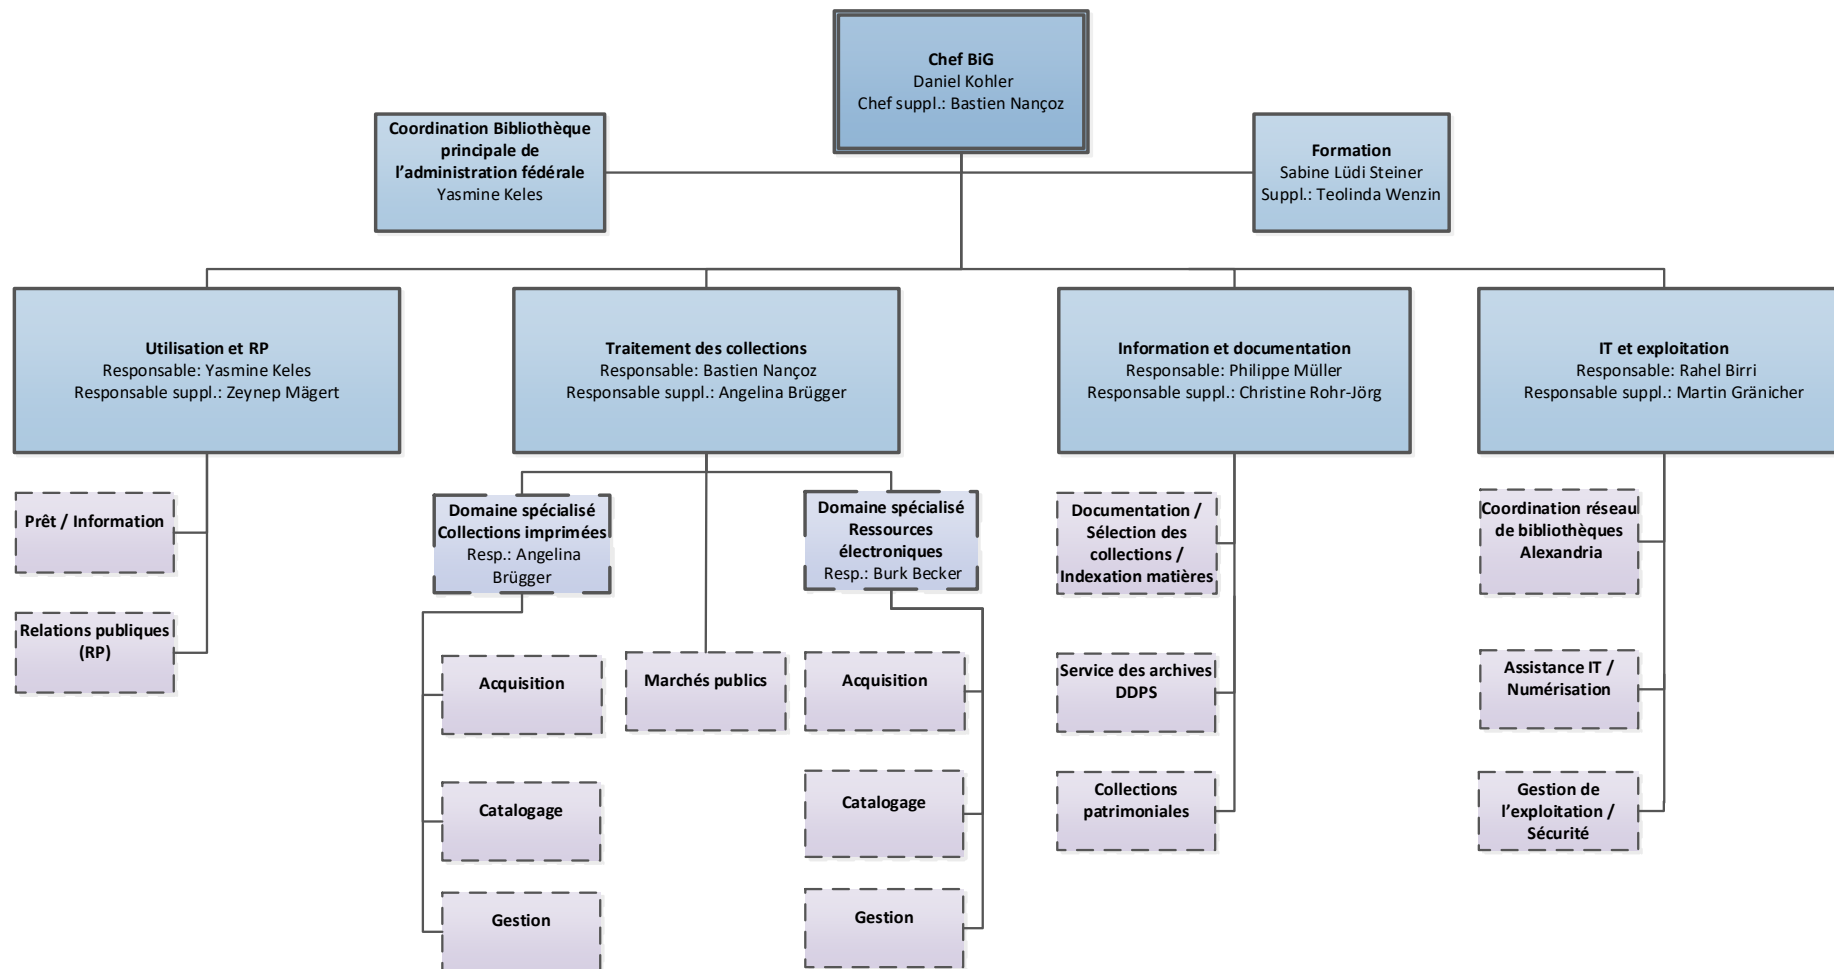 Chef BiG
Daniel Kohler
Chef suppl.: Bastien Nançoz
Coordination Bibliothèque
principale de
l’administration fédérale
Yasmine Keles
Formation
Sabine Lüdi Steiner
Suppl.: Teolinda Wenzin
Utilisation et RP
Responsable: Yasmine Keles
Responsable suppl.: Zeynep Mägert
Traitement des collections
Responsable: Bastien Nançoz
Responsable suppl.: Angelina Brügger
Information et documentation
Responsable: Philippe Müller
Responsable suppl.: Christine Rohr-Jörg
IT et exploitation
Responsable: Rahel Birri
Responsable suppl.: Martin Gränicher
Prêt / Information
Relations publiques
(RP)
Domaine spécialisé
Collections imprimées
Resp.: Angelina
Brügger
Acquisition
Catalogage
Gestion
Marchés publics
Domaine spécialisé
Ressources
électroniques
Resp.: Burk Becker
Acquisition
Catalogage
Gestion
Documentation /
Sélection des
collections /
Indexation matières
Service des archives
DDPS
Collections
patrimoniales
Coordination réseau
de bibliothèques
Alexandria
Assistance IT /
Numérisation
Gestion de
l’exploitation /
Sécurité